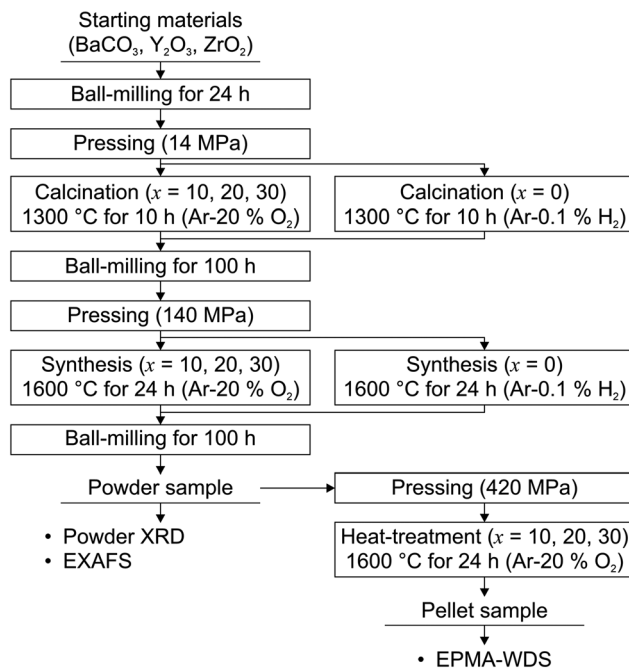 Starting materials
(BaCO₃, Y₂O₃, ZrO₂)
Ball-milling for 24 h
Pressing (14 MPa)
Calcination (x = 10, 20, 30)
1300 °C for 10 h (Ar-20 % O₂)
Calcination (x = 0)
1300 °C for 10 h (Ar-0.1 % H₂)
Ball-milling for 100 h
Pressing (140 MPa)
Synthesis (x = 10, 20, 30)
1600 °C for 24 h (Ar-20 % O₂)
Synthesis (x = 0)
1600 °C for 24 h (Ar-0.1 % H₂)
Ball-milling for 100 h
Powder sample
• Powder XRD
• EXAFS
Pressing (420 MPa)
Heat-treatment (x = 10, 20, 30)
1600 °C for 24 h (Ar-20 % O₂)
Pellet sample
• EPMA-WDS